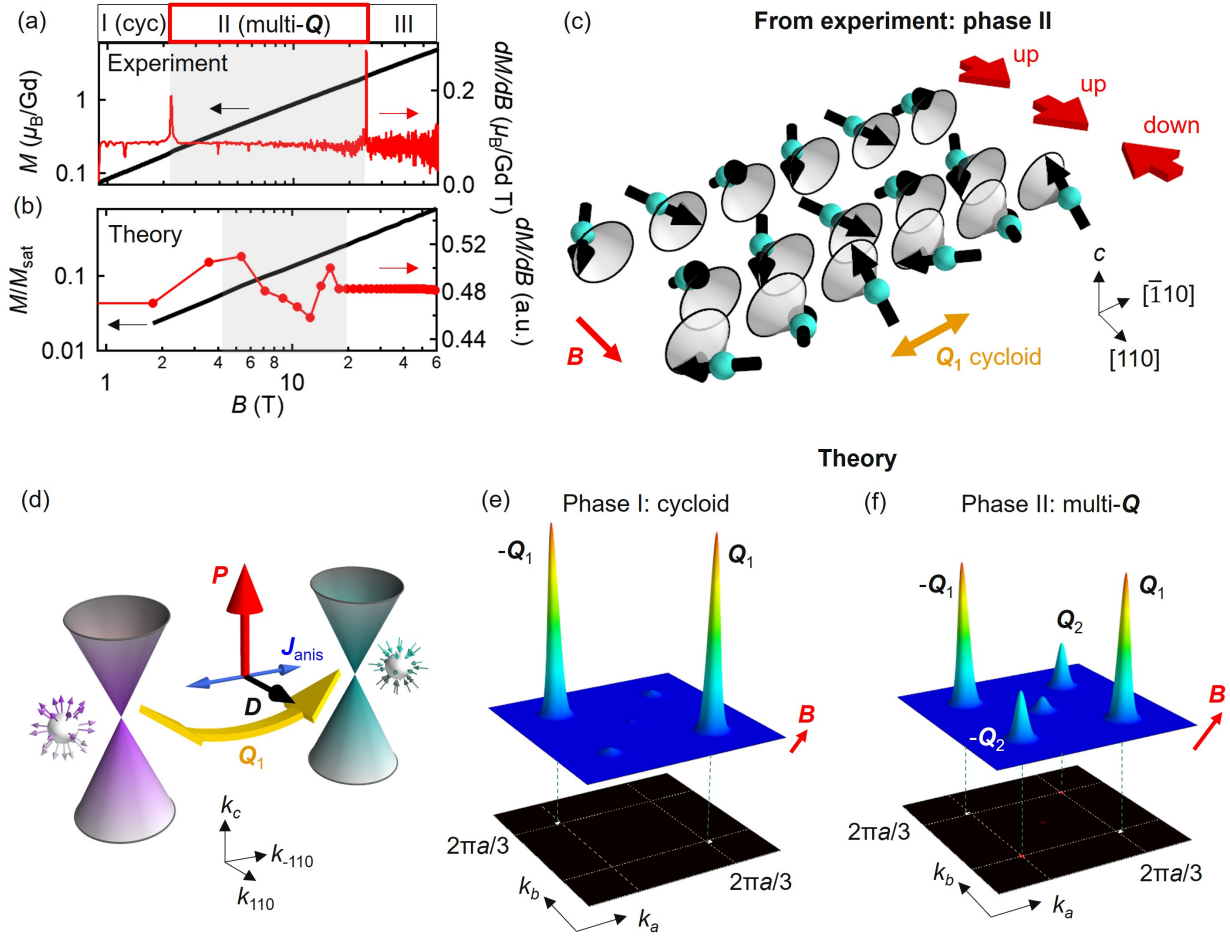 (a)
I (cyc)
II (multi-Q)
III
Experiment
M (μB/Gd)
1
0.1
dM/dB (μB/Gd T)
0.2
0.0
(b)
Theory
M/Msat
0.1
0.01
dM/dB (a.u.)
0.52
0.48
0.44
1 2 4 6 10 2 4 6
B (T)
(c)
From experiment: phase II
up
up
down
B
Q1 cycloid
c
[1̅10]
[110]
(d)
P
Janis
D
Q1
kc
k-110
k110
Theory
(e)
Phase I: cycloid
-Q1
Q1
B
2πa/3
2πa/3
kb
ka
(f)
Phase II: multi-Q
-Q1
Q1
Q2
-Q2
B
2πa/3
2πa/3
kb
ka